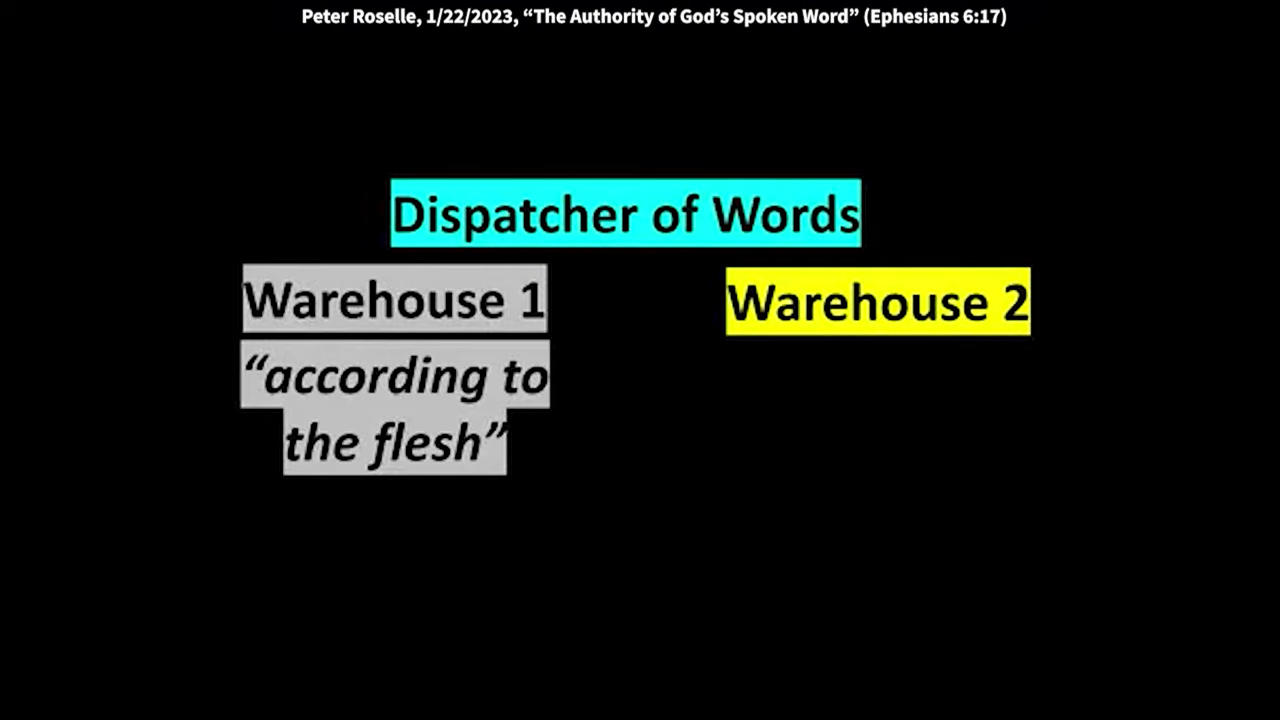 Peter Roselle, 1/22/2023, “The Authority of God’s Spoken Word” (Ephesians 6:17)
Dispatcher of Words
Warehouse 1
“according to
the flesh”
Warehouse 2